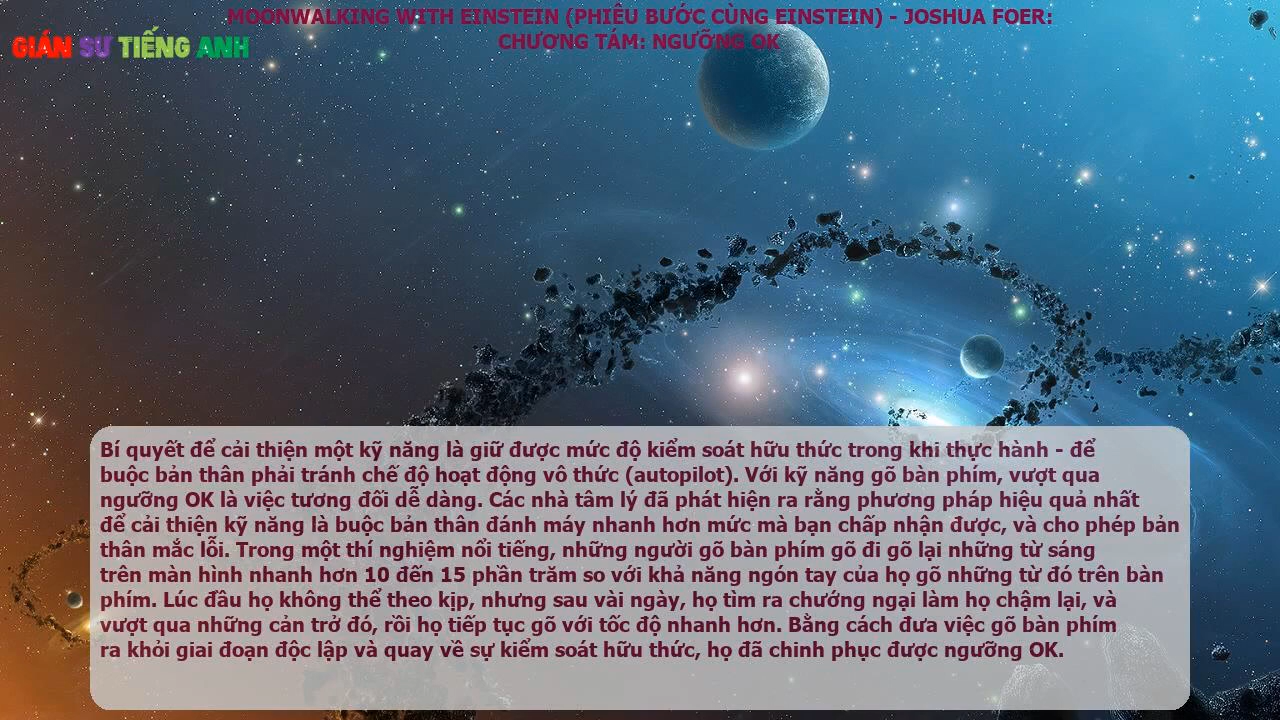 MOONWALKING WITH EINSTEIN (PHIÊU BƯỚC CÙNG EINSTEIN) - JOSHUA FOER:
CHƯƠNG TÁM: NGƯỠNG OK
GIÁN SƯ TIẾNG ANH
Bí quyết để cải thiện một kỹ năng là giữ được mức độ kiểm soát hữu thức trong khi thực hành - để
buộc bản thân phải tránh chế độ hoạt động vô thức (autopilot). Với kỹ năng gõ bàn phím, vượt qua
ngưỡng OK là việc tương đối dễ dàng. Các nhà tâm lý đã phát hiện ra rằng phương pháp hiệu quả nhất
để cải thiện kỹ năng là buộc bản thân đánh máy nhanh hơn mức mà bạn chấp nhận được, và cho phép bản
thân mắc lỗi. Trong một thí nghiệm nổi tiếng, những người gõ bàn phím gõ đi gõ lại những từ sáng
trên màn hình nhanh hơn 10 đến 15 phần trăm so với khả năng ngón tay của họ gõ những từ đó trên bàn
phím. Lúc đầu họ không thể theo kịp, nhưng sau vài ngày, họ tìm ra chướng ngại làm họ chậm lại, và
vượt qua những cản trở đó, rồi họ tiếp tục gõ với tốc độ nhanh hơn. Bằng cách đưa việc gõ bàn phím
ra khỏi giai đoạn độc lập và quay về sự kiểm soát hữu thức, họ đã chinh phục được ngưỡng OK.